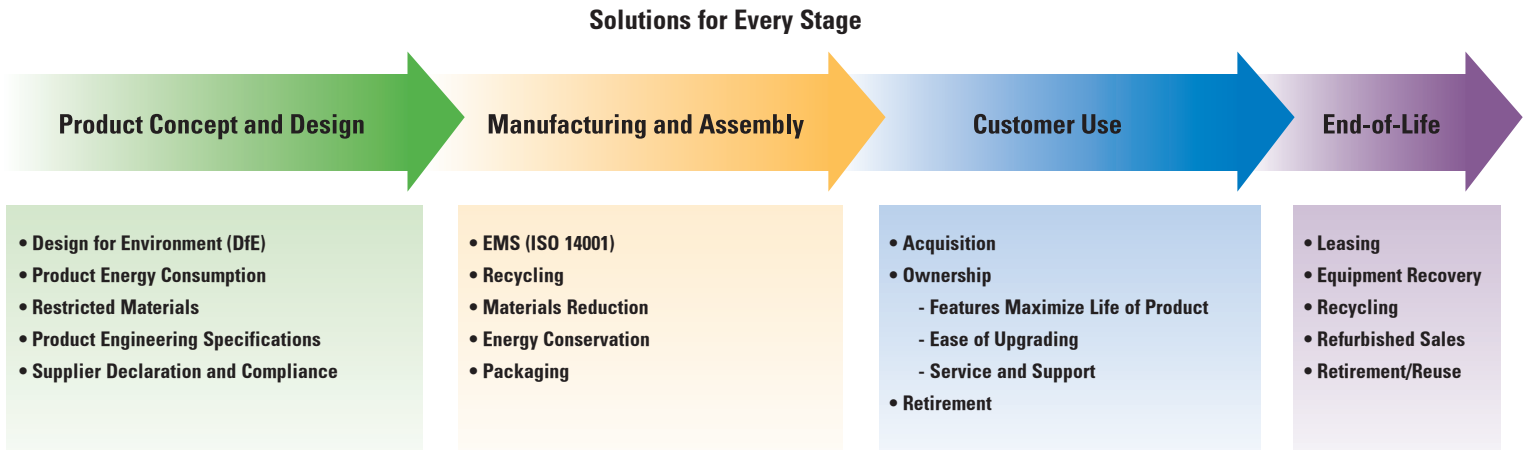 Solutions for Every Stage
Product Concept and Design
• Design for Environment (DfE)
• Product Energy Consumption
• Restricted Materials
• Product Engineering Specifications
• Supplier Declaration and Compliance
Manufacturing and Assembly
• EMS (ISO 14001)
• Recycling
• Materials Reduction
• Energy Conservation
• Packaging
Customer Use
• Acquisition
• Ownership
- Features Maximize Life of Product
- Ease of Upgrading
- Service and Support
• Retirement
End-of-Life
• Leasing
• Equipment Recovery
• Recycling
• Refurbished Sales
• Retirement/Reuse